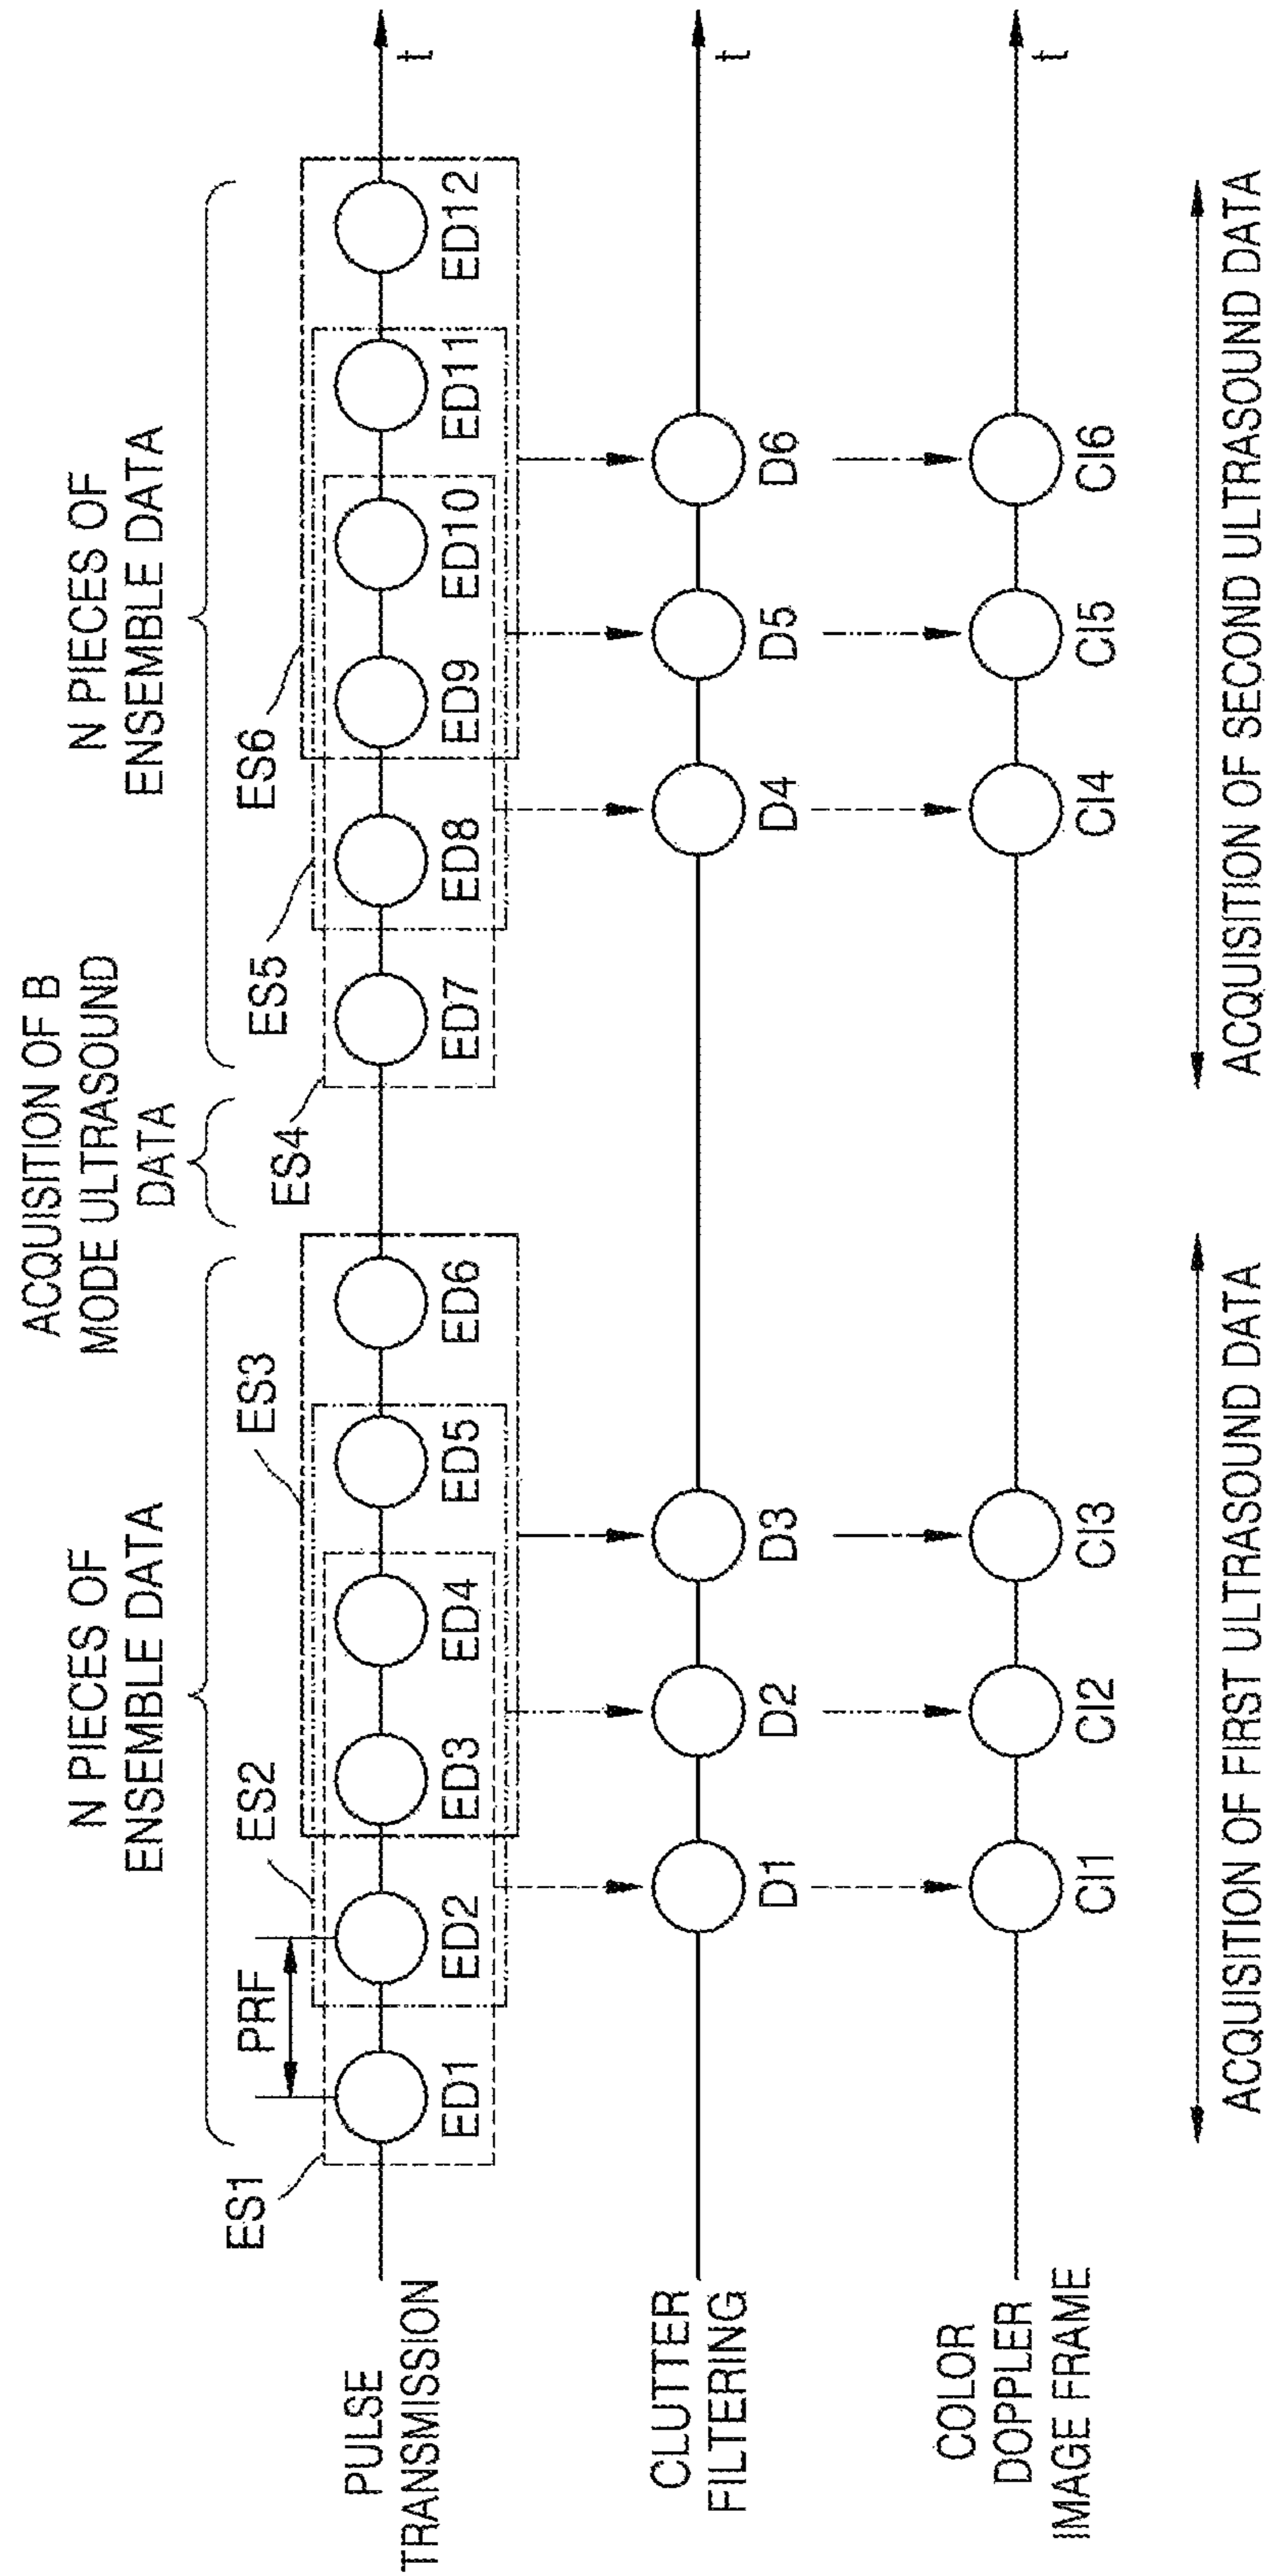 ACQUISITION OF B
MODE ULTRASOUND
DATA
N PIECES OF
ENSEMBLE DATA
N PIECES OF
ENSEMBLE DATA
ES1
PRF
ES2
ES3
ES4
ES5
ES6
PULSE
TRANSMISSION
ED1 ED2 ED3 ED4 ED5 ED6 ED7 ED8 ED9 ED10 ED11 ED12
t
CLUTTER
FILTERING
D1 D2 D3 D4 D5 D6
t
COLOR
DOPPLER
IMAGE FRAME
CI1 CI2 CI3 CI4 CI5 CI6
t
ACQUISITION OF FIRST ULTRASOUND DATA
ACQUISITION OF SECOND ULTRASOUND DATA